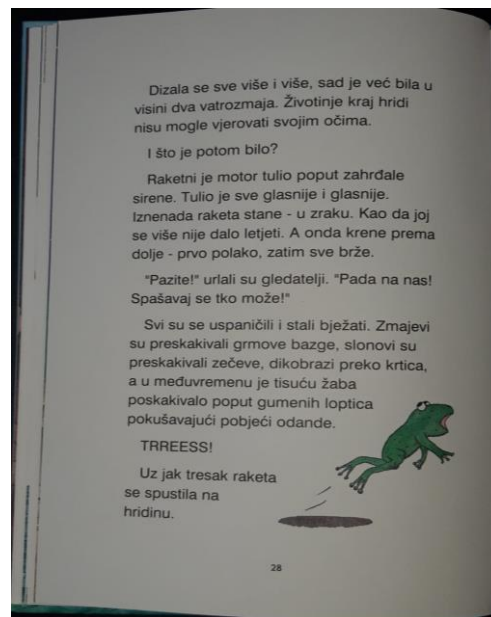 Dizala se sve više i više, sad je već bila u
visini dva vatrozmaja. Životinje kraj hridi
nisu mogle vjerovati svojim očima.
I što je potom bilo?
Raketni je motor tulio poput zahrđale
sirene. Tulio je sve glasnije i glasnije.
Iznenada raketa stane - u zraku. Kao da joj
se više nije dalo letjeti. A onda krene prema
dolje - prvo polako, zatim sve brže.
"Pazite!" urlali su gledatelji. "Pada na nas!
Spašavaj se tko može!"
Svi su se uspaničili i stali bježati. Zmajevi
su preskakivali grmove bazge, slonovi su
preskakivali zečeve, dikobrazi preko krtica,
a u međuvremenu je tisuću žaba
poskakivalo poput gumenih loptica
pokušavajući pobjeći odande.
TRREESS!
Uz jak tresak raketa
se spustila na
hridinu.
28